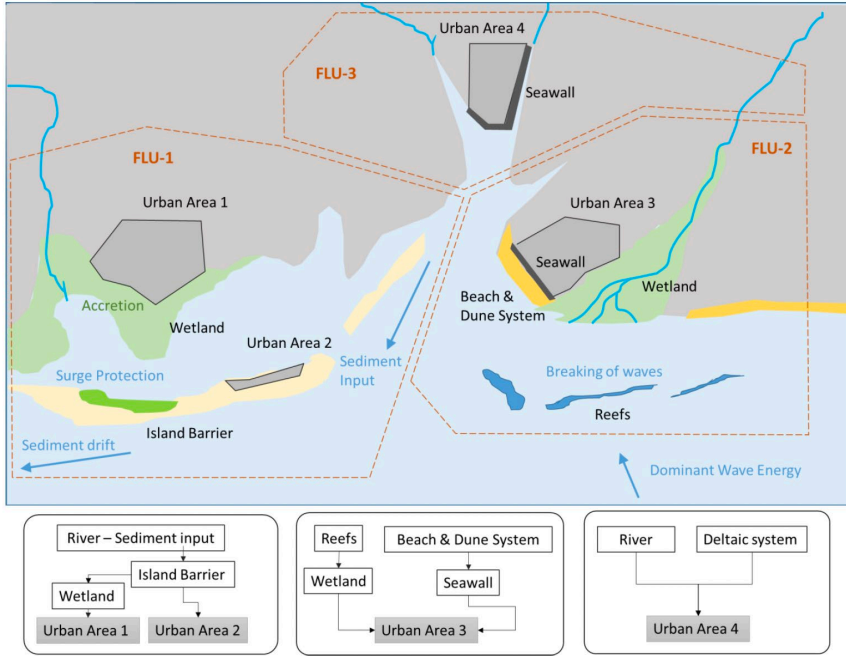 Urban Area 4
FLU-3
Seawall
FLU-1
FLU-2
Urban Area 1
Urban Area 3
Seawall
Wetland
Accretion
Wetland
Beach &
Dune System
Urban Area 2
Surge Protection
Sediment
Input
Breaking of waves
Reefs
Island Barrier
Sediment drift
Dominant Wave Energy
River – Sediment input
Island Barrier
Wetland
Urban Area 1
Urban Area 2
Reefs
Beach & Dune System
Wetland
Seawall
Urban Area 3
River
Deltaic system
Urban Area 4